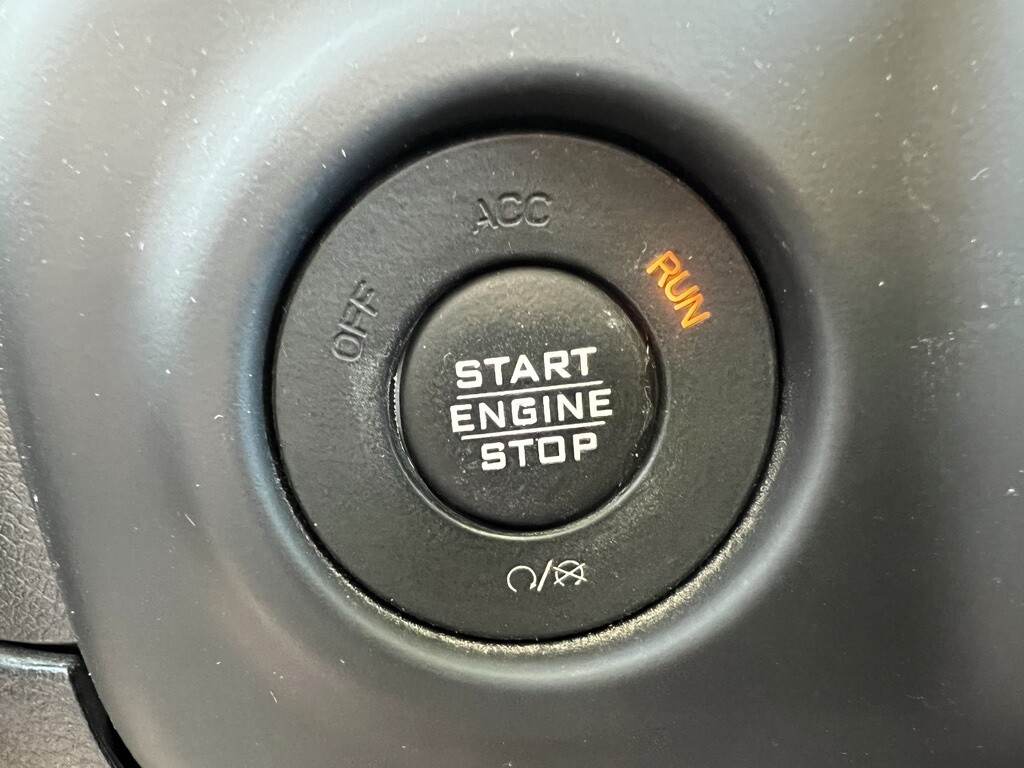 ACC
OFF
RUN
START
ENGINE
STOP